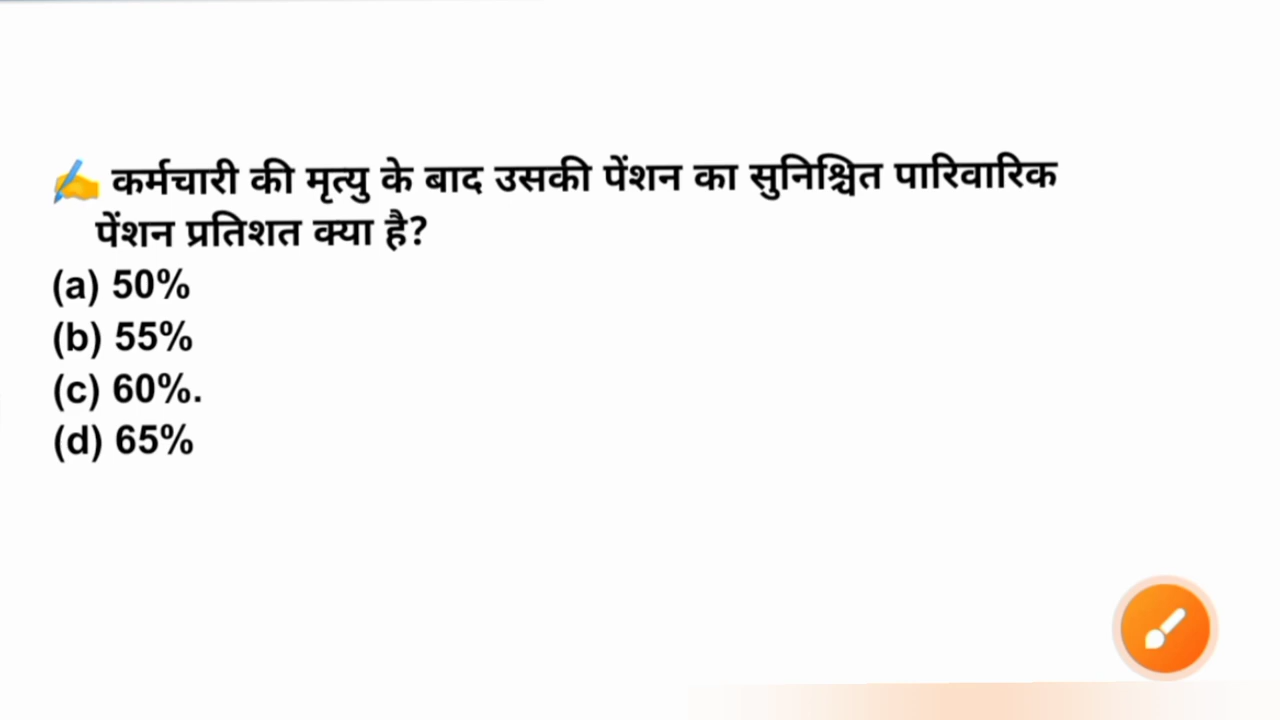 ✍️ कर्मचारी की मृत्यु के बाद उसकी पेंशन का सुनिश्चित पारिवारिक
पेंशन प्रतिशत क्या है?
(a) 50%
(b) 55%
(c) 60%.
(d) 65%